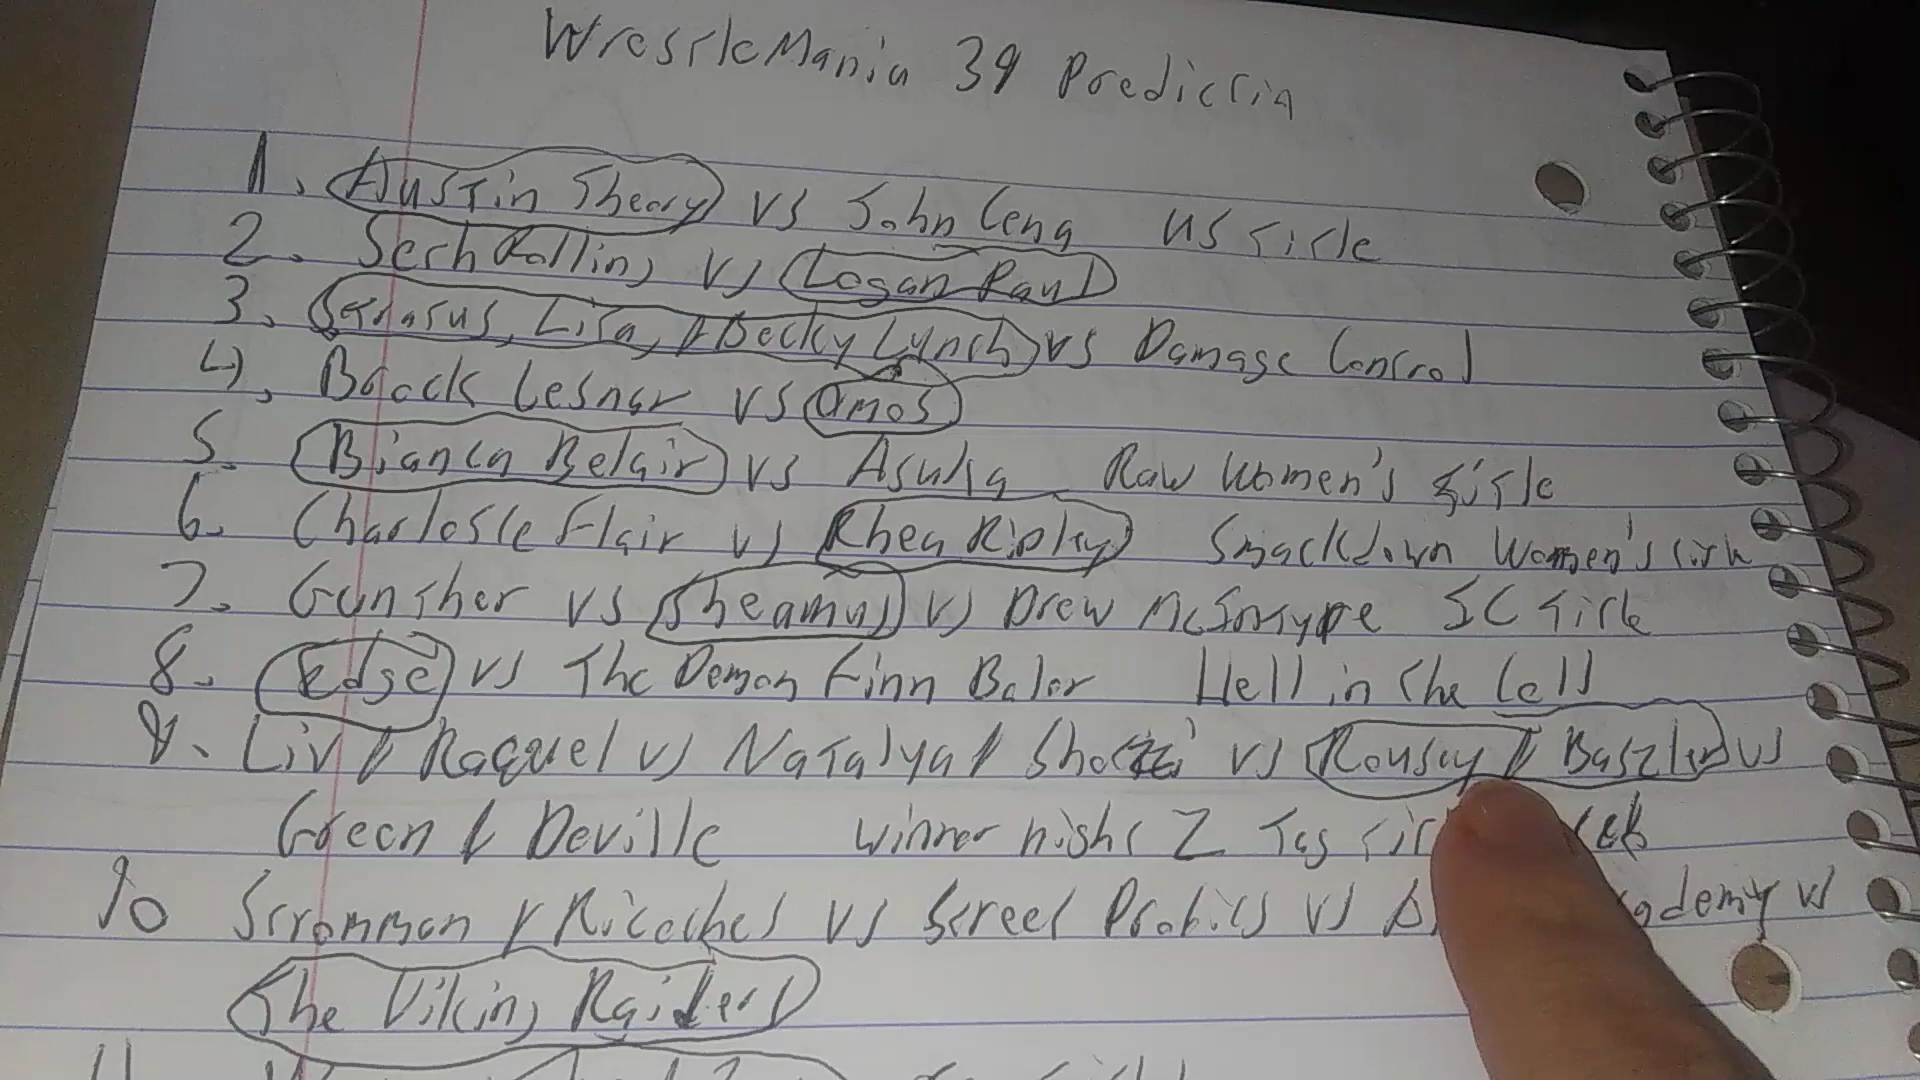 WrestleMania 39 Prediction
1. Austin Theory vs John Cena US Title
2. Seth Rollins vs Logan Paul
3. Stratus, Lita, & Becky Lynch vs Damage Control
4. Brock Lesnar vs Omos
5. Bianca Belair vs Asuka Raw Women's title
6. Charlotte Flair vs Rhea Ripley Smackdown Women's title
7. Gunther vs Sheamus vs Drew McIntyre IC Title
8. Edge vs The Demon Finn Balor Hell in the Cell
9. Liv & Raquel vs Natalya & Shotzi vs Rousey & Baszler vs
Green & Deville winner night 2 Tag
10 Strowman & Ricochet vs Street Profits vs
The Viking Raiders
11